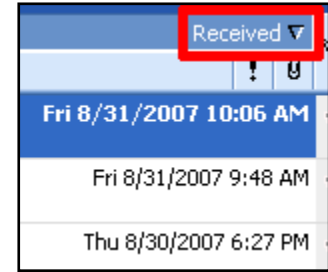 Received
!
Fri 8/31/2007 10:06 AM
Fri 8/31/2007 9:48 AM
Thu 8/30/2007 6:27 PM